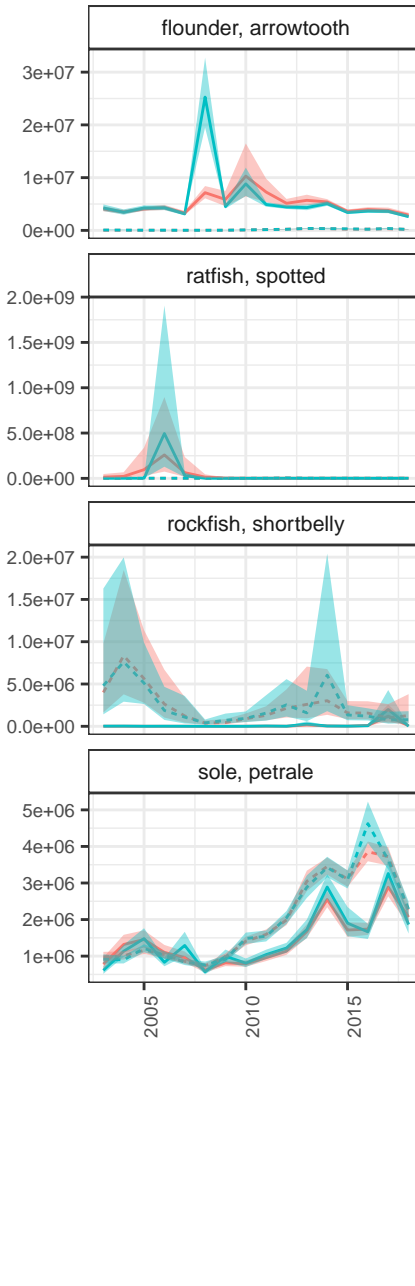 flounder, arrowtooth
3e+07
2e+07
1e+07
0e+00
ratfish, spotted
2.0e+09
1.5e+09
1.0e+09
5.0e+08
0.0e+00
rockfish, shortbelly
2.0e+07
1.5e+07
1.0e+07
5.0e+06
0.0e+00
sole, petrale
5e+06
4e+06
3e+06
2e+06
1e+06
2005
2010
2015